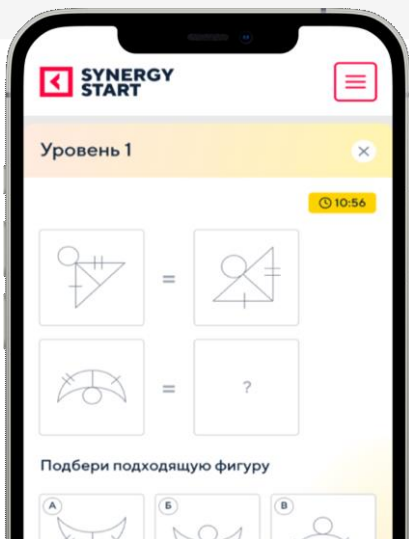 SYNERGY
START
Уровень 1
×
10:56
=
=
?
Подбери подходящую фигуру
А
Б
В